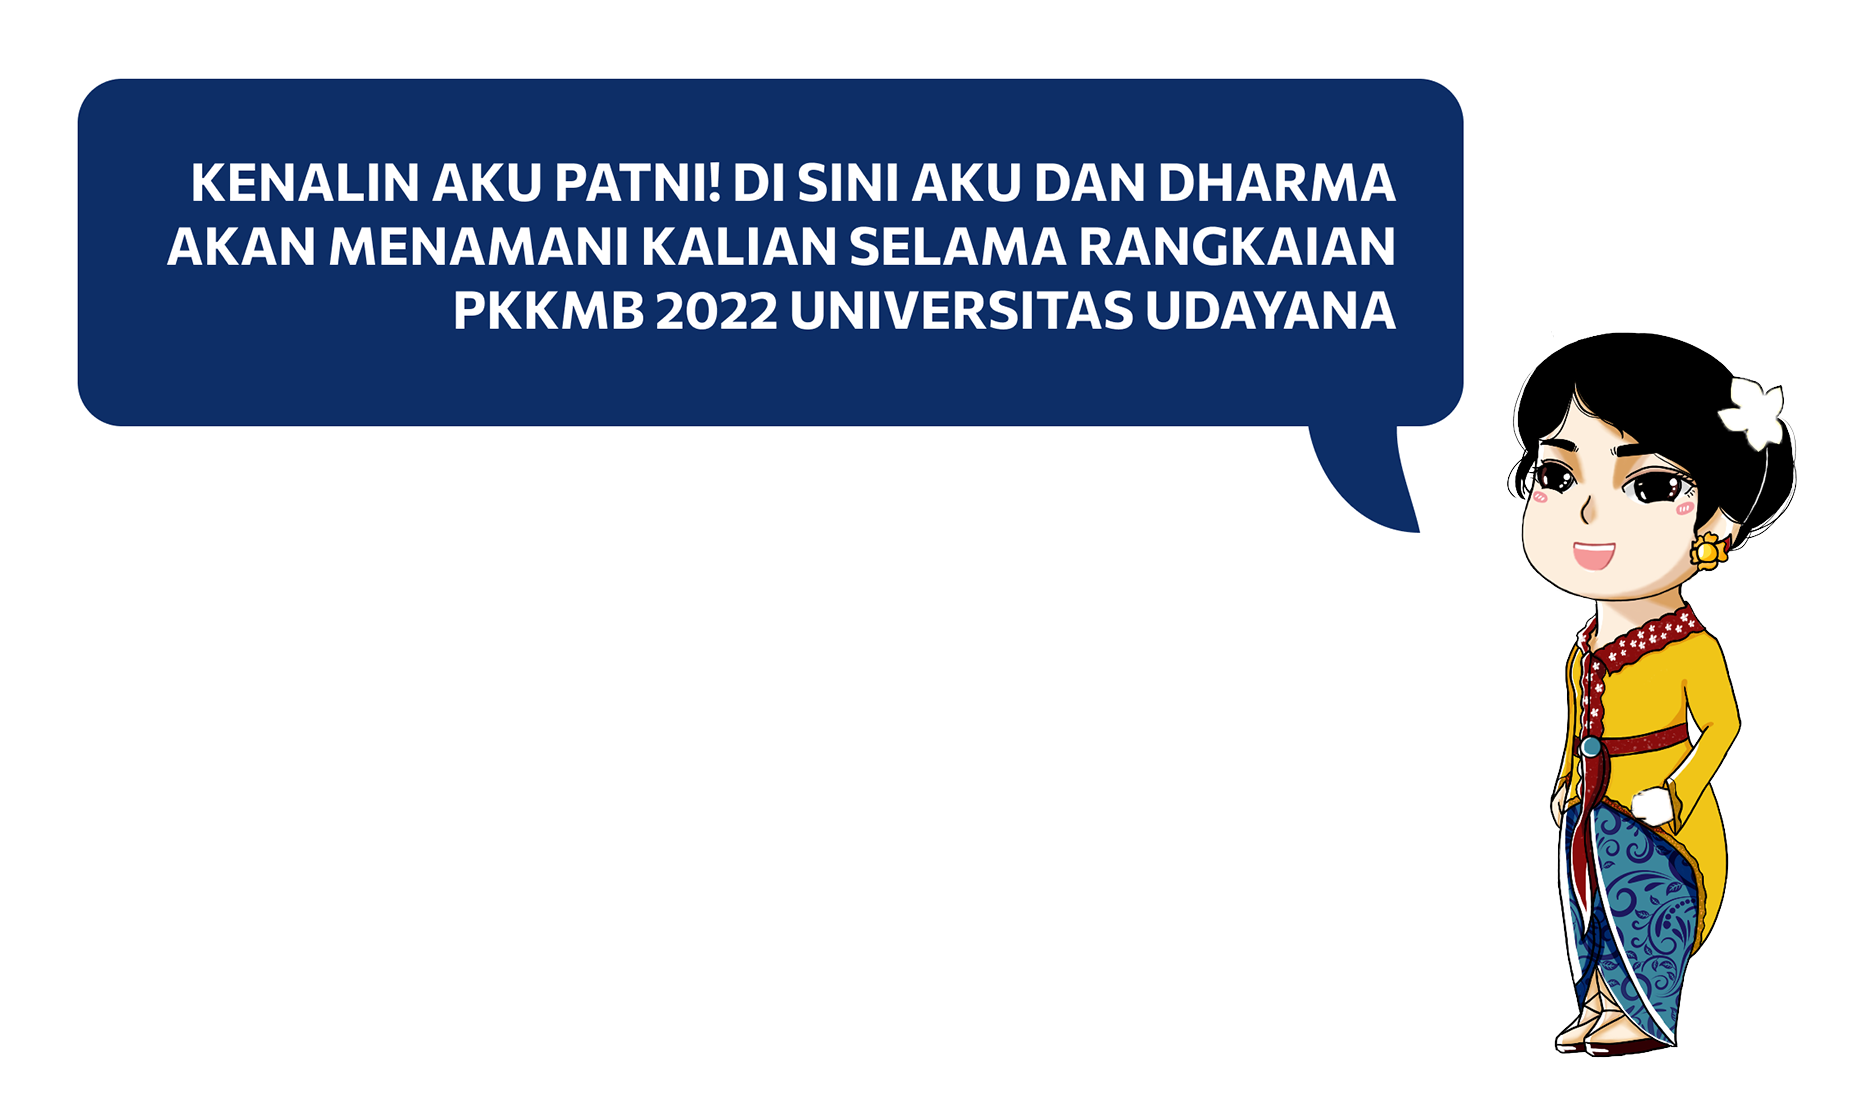 KENALIN AKU PATNI! DI SINI AKU DAN DHARMA
AKAN MENAMANI KALIAN SELAMA RANGKAIAN
PKKMB 2022 UNIVERSITAS UDAYANA